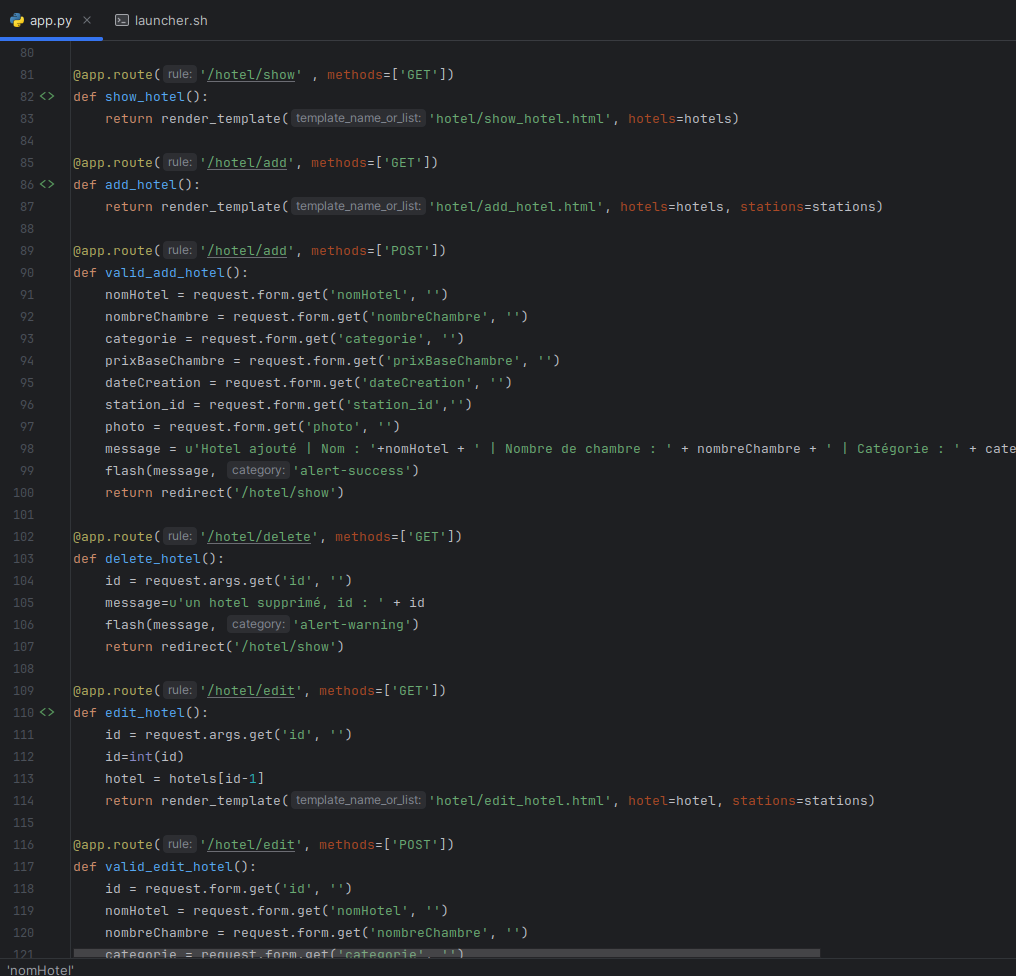 app.py × launcher.sh
80
81 @app.route( rule: '/hotel/show' , methods=['GET'])
82 <> def show_hotel():
83 return render_template( template_name_or_list: 'hotel/show_hotel.html', hotels=hotels)
84
85 @app.route( rule: '/hotel/add', methods=['GET'])
86 <> def add_hotel():
87 return render_template( template_name_or_list: 'hotel/add_hotel.html', hotels=hotels, stations=stations)
88
89 @app.route( rule: '/hotel/add', methods=['POST'])
90 def valid_add_hotel():
91 nomHotel = request.form.get('nomHotel', '')
92 nombreChambre = request.form.get('nombreChambre', '')
93 categorie = request.form.get('categorie', '')
94 prixBaseChambre = request.form.get('prixBaseChambre', '')
95 dateCreation = request.form.get('dateCreation', '')
96 station_id = request.form.get('station_id','')
97 photo = request.form.get('photo', '')
98 message = u'Hotel ajouté | Nom : '+nomHotel + ' | Nombre de chambre : ' + nombreChambre + ' | Catégorie : ' + cate
99 flash(message, category: 'alert-success')
100 return redirect('/hotel/show')
101
102 @app.route( rule: '/hotel/delete', methods=['GET'])
103 def delete_hotel():
104 id = request.args.get('id', '')
105 message=u'un hotel supprimé, id : ' + id
106 flash(message, category: 'alert-warning')
107 return redirect('/hotel/show')
108
109 @app.route( rule: '/hotel/edit', methods=['GET'])
110 <> def edit_hotel():
111 id = request.args.get('id', '')
112 id=int(id)
113 hotel = hotels[id-1]
114 return render_template( template_name_or_list: 'hotel/edit_hotel.html', hotel=hotel, stations=stations)
115
116 @app.route( rule: '/hotel/edit', methods=['POST'])
117 def valid_edit_hotel():
118 id = request.form.get('id', '')
119 nomHotel = request.form.get('nomHotel', '')
120 nombreChambre = request.form.get('nombreChambre', '')
121 categorie = request.form.get('categorie', '')
'nomHotel'